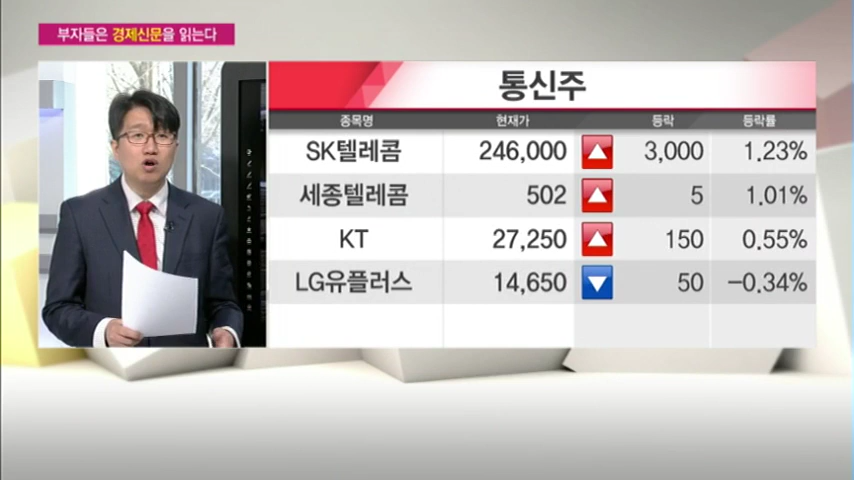 부자들은 경제신문을 읽는다
통신주
종목명 현재가 등락 등락률
SK텔레콤 246,000 ▲ 3,000 1.23%
세종텔레콤 502 ▲ 5 1.01%
KT 27,250 ▲ 150 0.55%
LG유플러스 14,650 ▼ 50 -0.34%